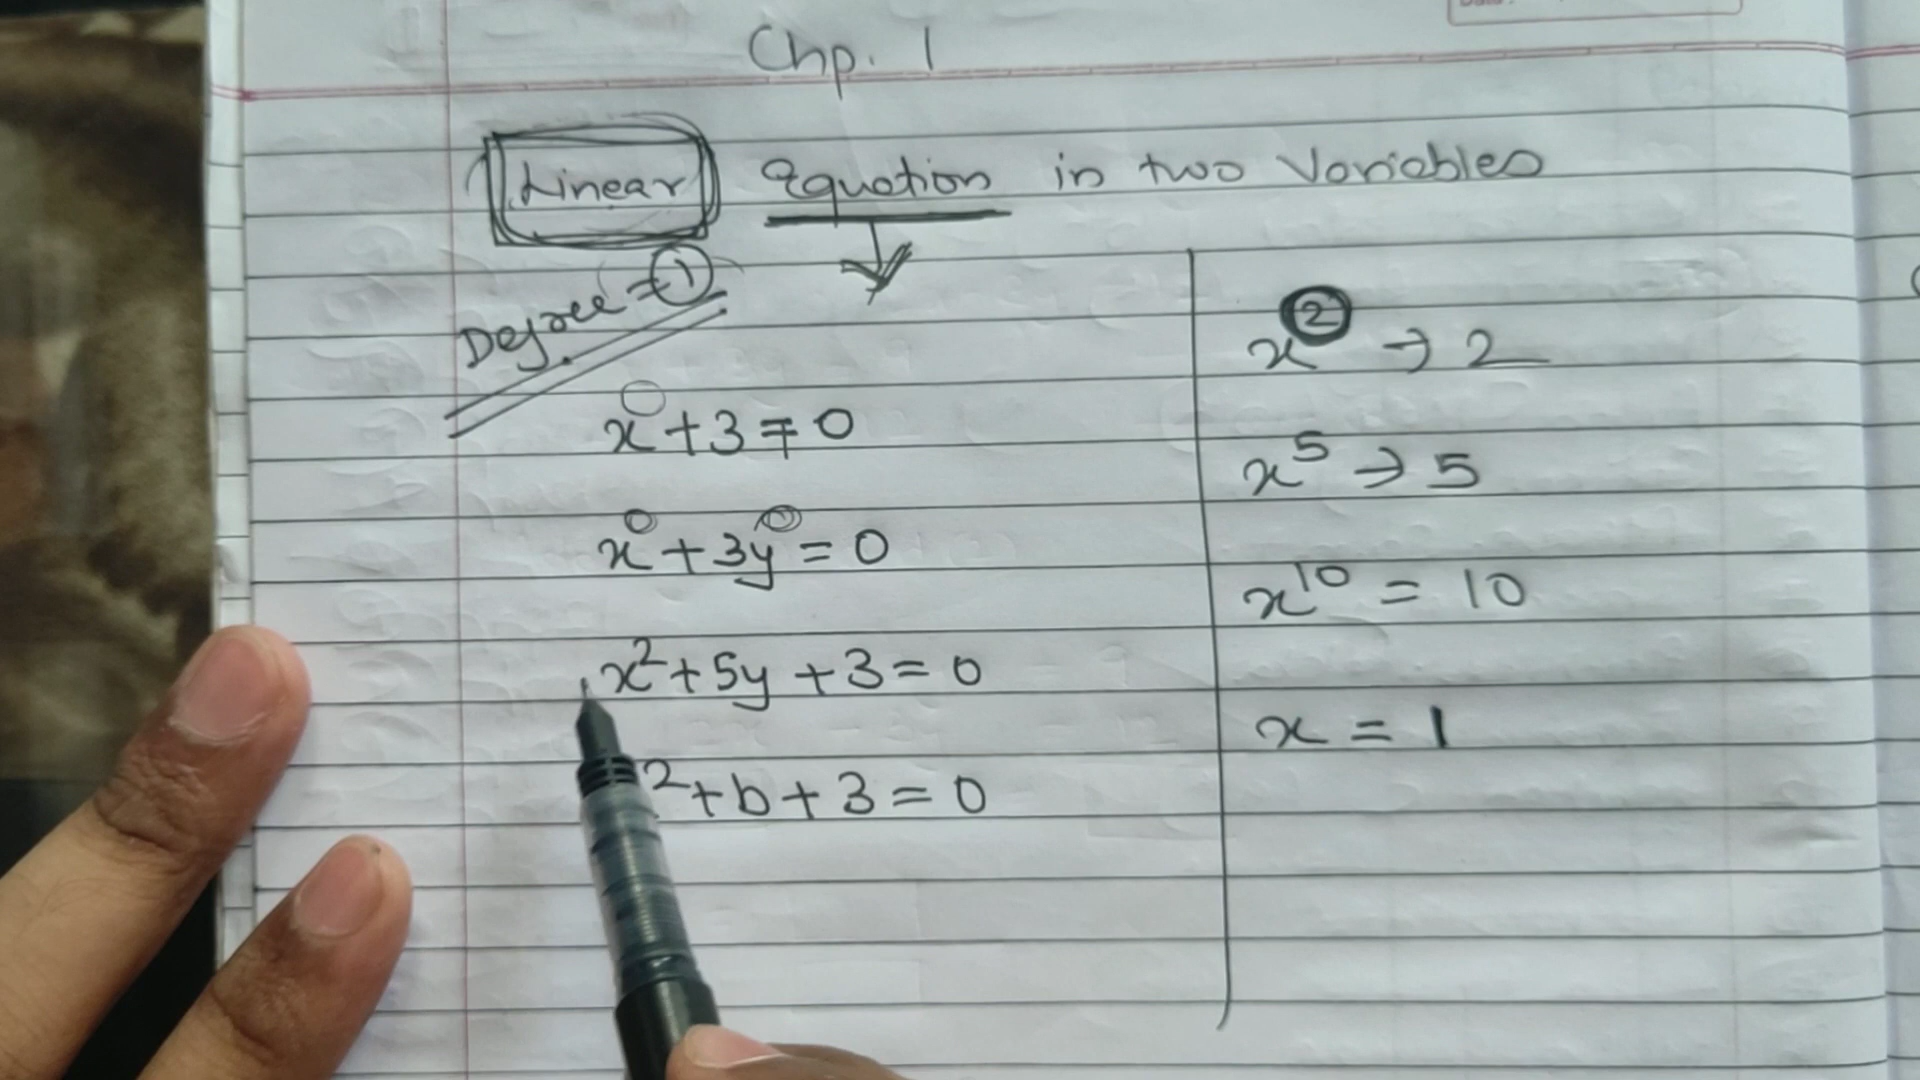 Chp. 1
Linear Equation in two Variables
Degree = 1
x + 3 = 0
x + 3y = 0
x² + 5y + 3 = 0
² + b + 3 = 0
x² → 2
x⁵ → 5
x¹⁰ = 10
x = 1